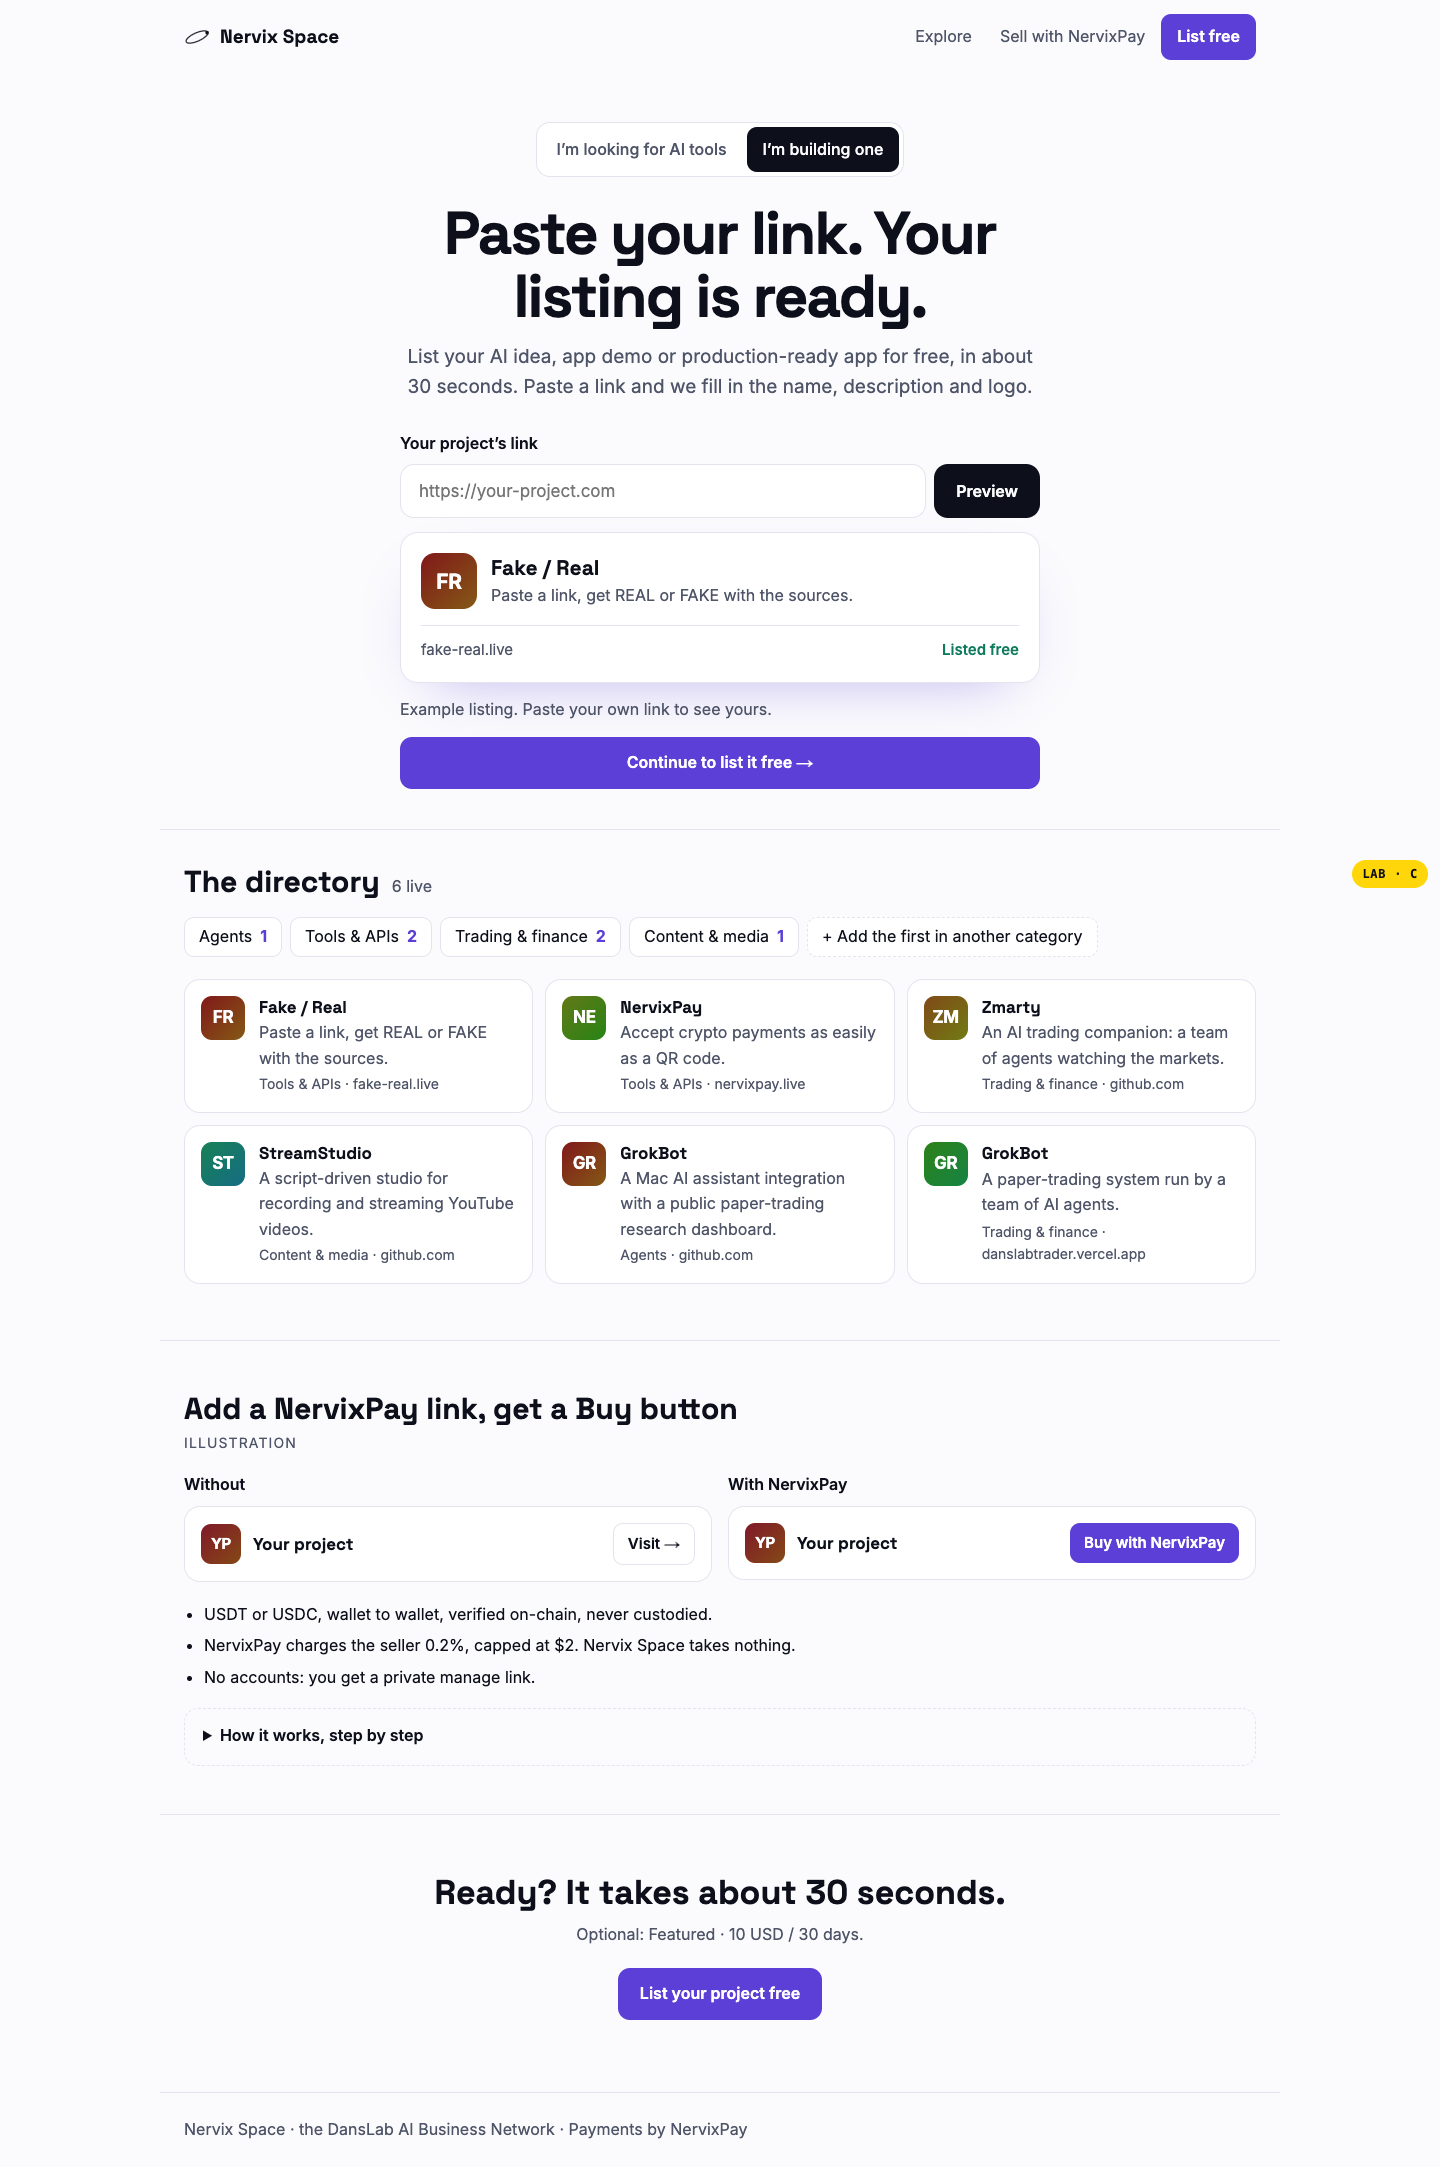 Nervix Space
Explore
Sell with NervixPay
List free
I’m looking for AI tools
I’m building one
Paste your link. Your
listing is ready.
List your AI idea, app demo or production-ready app for free, in about
30 seconds. Paste a link and we fill in the name, description and logo.
Your project’s link
https://your-project.com
Preview
FR
Fake / Real
Paste a link, get REAL or FAKE with the sources.
fake-real.live
Listed free
Example listing. Paste your own link to see yours.
Continue to list it free →
The directory
6 live
LAB · C
Agents 1
Tools & APIs 2
Trading & finance 2
Content & media 1
+ Add the first in another category
FR
Fake / Real
Paste a link, get REAL or FAKE
with the sources.
Tools & APIs · fake-real.live
NE
NervixPay
Accept crypto payments as easily
as a QR code.
Tools & APIs · nervixpay.live
ZM
Zmarty
An AI trading companion: a team
of agents watching the markets.
Trading & finance · github.com
ST
StreamStudio
A script-driven studio for
recording and streaming YouTube
videos.
Content & media · github.com
GR
GrokBot
A Mac AI assistant integration
with a public paper-trading
research dashboard.
Agents · github.com
GR
GrokBot
A paper-trading system run by a
team of AI agents.
Trading & finance ·
danslabtrader.vercel.app
Add a NervixPay link, get a Buy button
ILLUSTRATION
Without
YP
Your project
Visit →
With NervixPay
YP
Your project
Buy with NervixPay
• USDT or USDC, wallet to wallet, verified on-chain, never custodied.
• NervixPay charges the seller 0.2%, capped at $2. Nervix Space takes nothing.
• No accounts: you get a private manage link.
▶ How it works, step by step
Ready? It takes about 30 seconds.
Optional: Featured · 10 USD / 30 days.
List your project free
Nervix Space · the DansLab AI Business Network · Payments by NervixPay